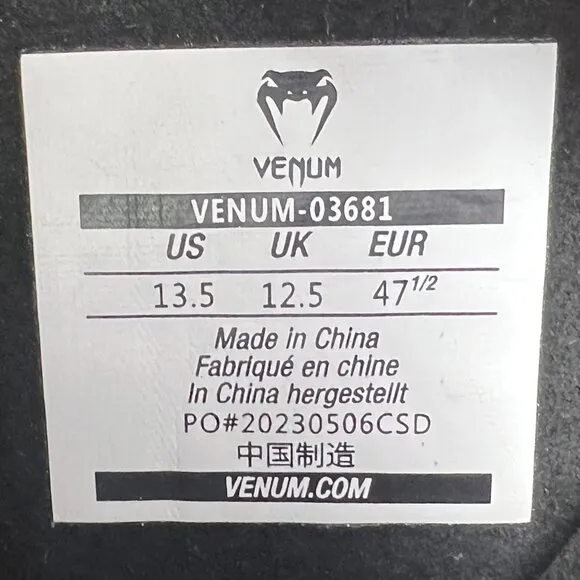 VENUM
VENUM-03681
US UK EUR
13.5 12.5 47 1/2
Made in China
Fabriqué en chine
In China hergestellt
PO#20230506CSD
中国制造
VENUM.COM